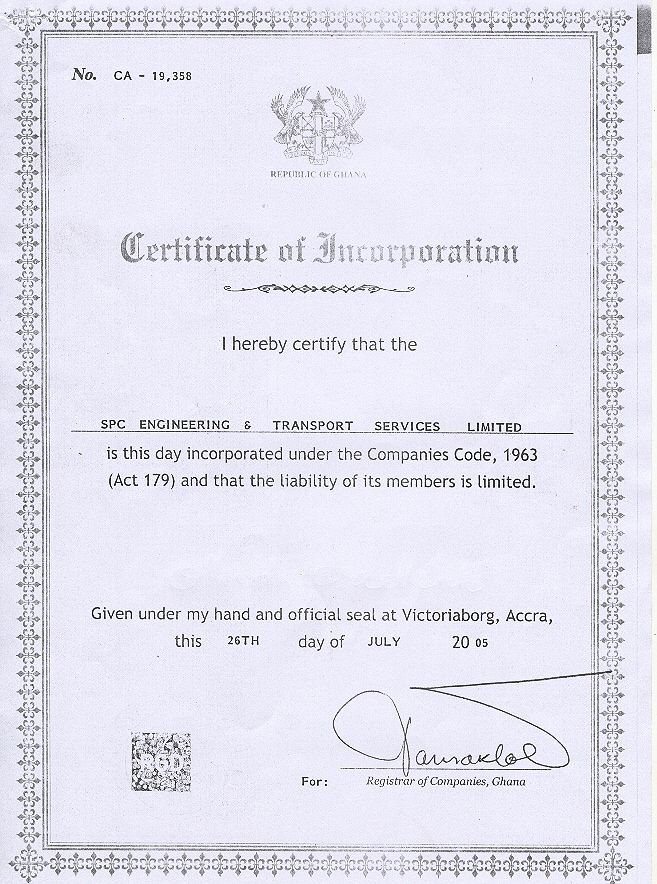 No. CA - 19,358
REPUBLIC OF GHANA
Certificate of Incorporation
I hereby certify that the
SPC ENGINEERING & TRANSPORT SERVICES LIMITED
is this day incorporated under the Companies Code, 1963
(Act 179) and that the liability of its members is limited.
Given under my hand and official seal at Victoriaborg, Accra,
this 26TH day of JULY 20 05
RGD
For: Registrar of Companies, Ghana